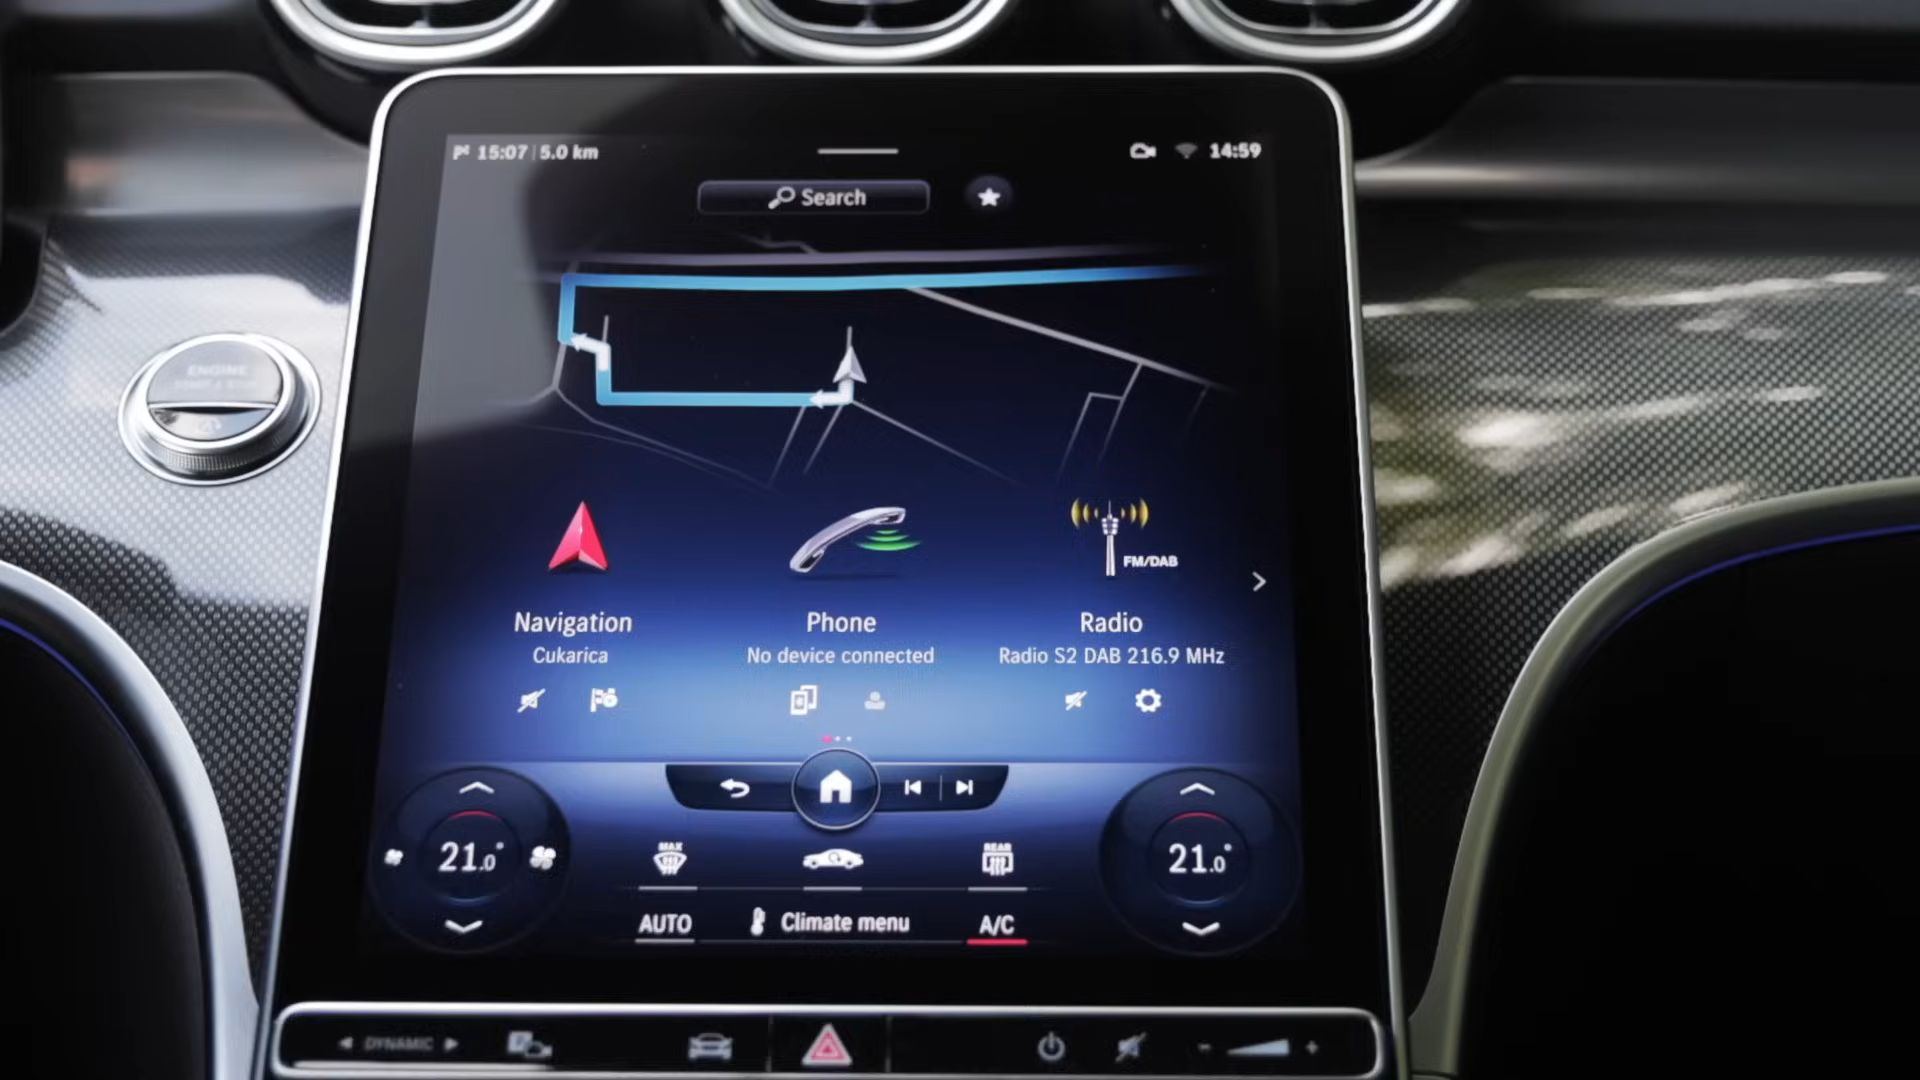 15:07 | 5.0 km
14:59
Search
FM/DAB
Navigation
Phone
Radio
Cukarica
No device connected
Radio S2 DAB 216.9 MHz
ENGINE
21.0°
MAX
REAR
21.0°
AUTO
Climate menu
A/C
DYNAMIC